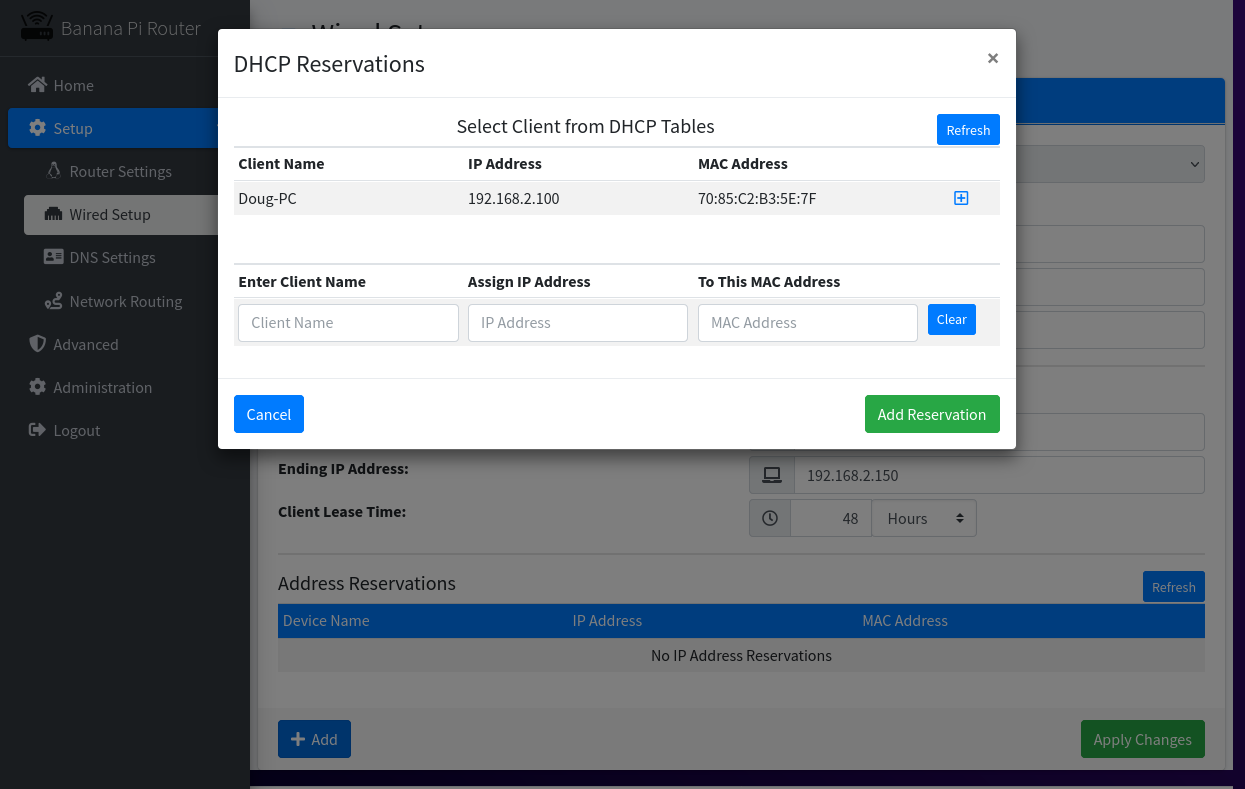 Banana Pi Router
Home
Setup
Router Settings
Wired Setup
DNS Settings
Network Routing
Advanced
Administration
Logout
DHCP Reservations
×
Select Client from DHCP Tables
Refresh
Client Name IP Address MAC Address
Doug-PC 192.168.2.100 70:85:C2:B3:5E:7F
Enter Client Name Assign IP Address To This MAC Address
Client Name IP Address MAC Address Clear
Cancel Add Reservation
Ending IP Address: 192.168.2.150
Client Lease Time: 48 Hours
Address Reservations Refresh
Device Name IP Address MAC Address
No IP Address Reservations
Add Apply Changes